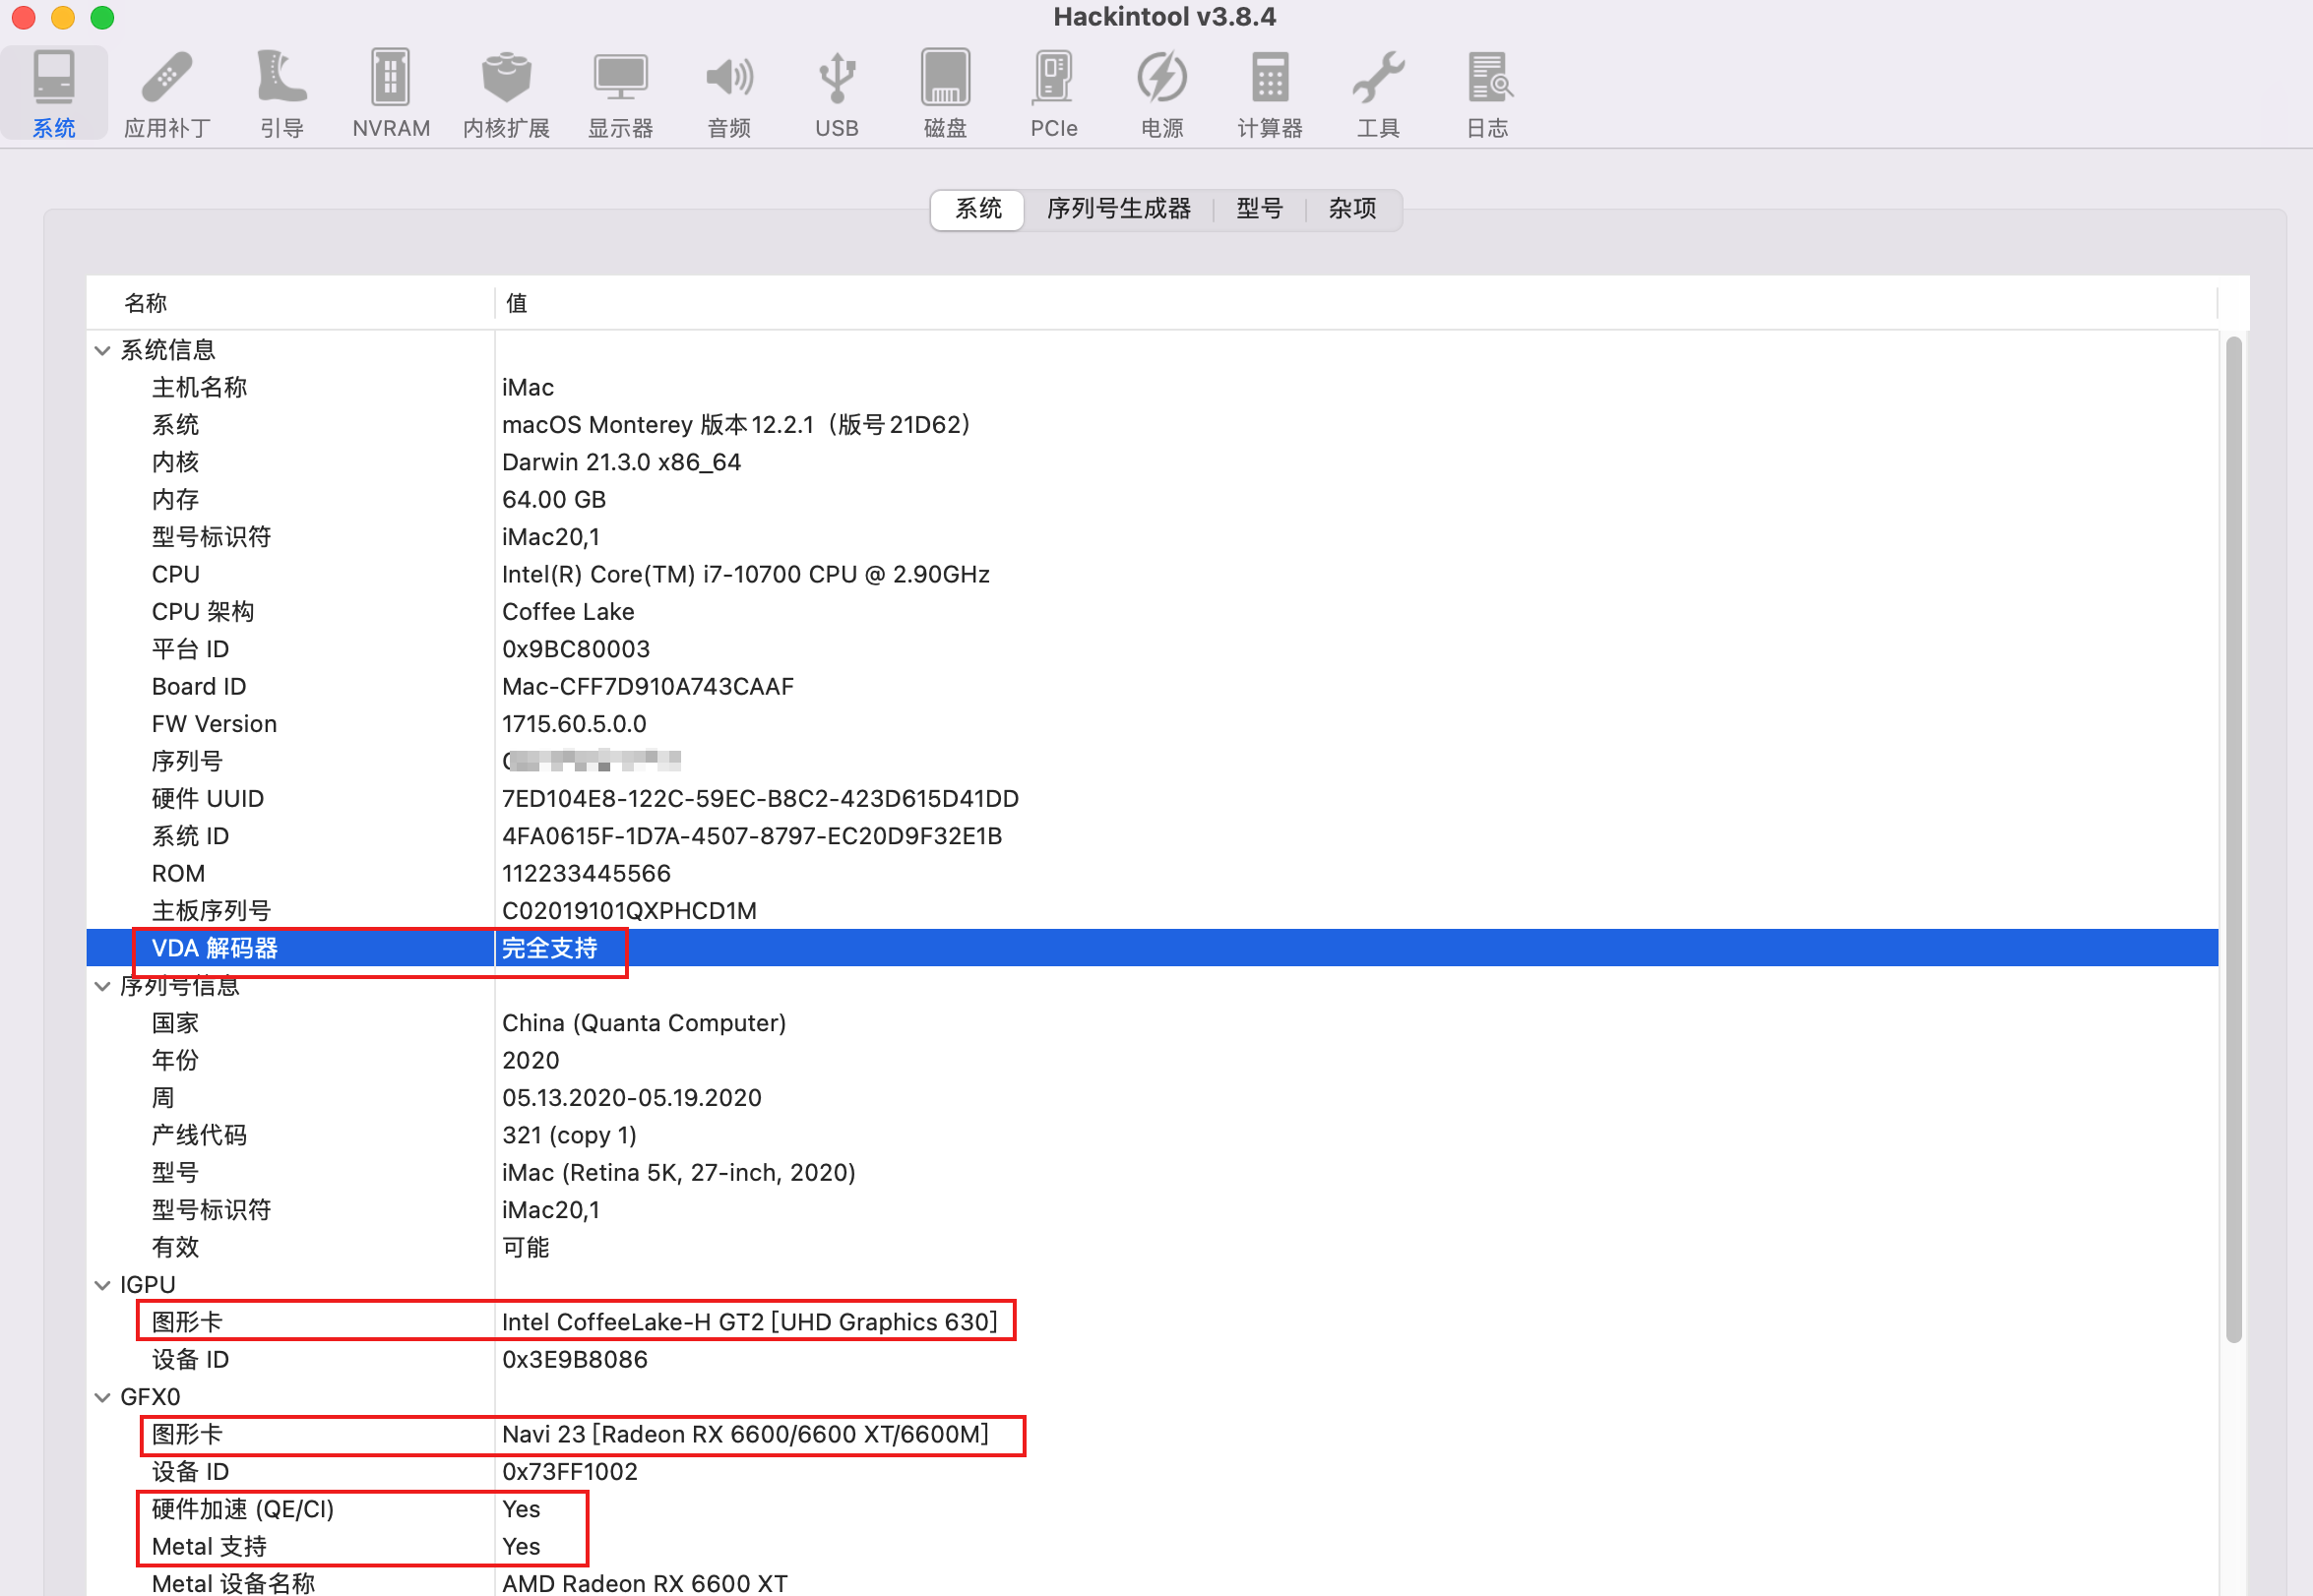 Hackintool v3.8.4
系统 应用补丁 引导 NVRAM 内核扩展 显示器 音频 USB 磁盘 PCIe 电源 计算器 工具 日志
系统 序列号生成器 型号 杂项
名称 值
系统信息
主机名称 iMac
系统 macOS Monterey 版本12.2.1（版号21D62）
内核 Darwin 21.3.0 x86_64
内存 64.00 GB
型号标识符 iMac20,1
CPU Intel(R) Core(TM) i7-10700 CPU @ 2.90GHz
CPU 架构 Coffee Lake
平台 ID 0x9BC80003
Board ID Mac-CFF7D910A743CAAF
FW Version 1715.60.5.0.0
序列号
硬件 UUID 7ED104E8-122C-59EC-B8C2-423D615D41DD
系统 ID 4FA0615F-1D7A-4507-8797-EC20D9F32E1B
ROM 112233445566
主板序列号 C02019101QXPHCD1M
VDA 解码器 完全支持
序列号信息
国家 China (Quanta Computer)
年份 2020
周 05.13.2020-05.19.2020
产线代码 321 (copy 1)
型号 iMac (Retina 5K, 27-inch, 2020)
型号标识符 iMac20,1
有效 可能
IGPU
图形卡 Intel CoffeeLake-H GT2 [UHD Graphics 630]
设备 ID 0x3E9B8086
GFX0
图形卡 Navi 23 [Radeon RX 6600/6600 XT/6600M]
设备 ID 0x73FF1002
硬件加速 (QE/CI) Yes
Metal 支持 Yes
Metal 设备名称 AMD Radeon RX 6600 XT